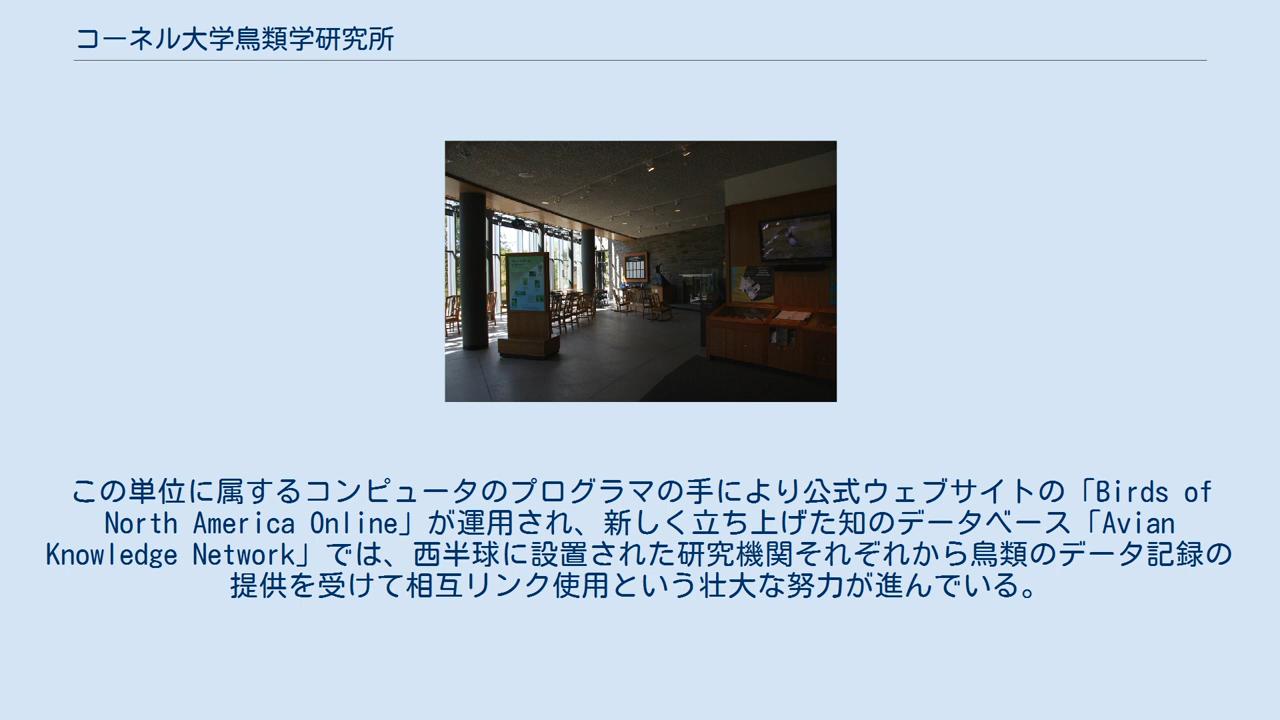 コーネル大学鳥類学研究所
この単位に属するコンピュータのプログラマの手により公式ウェブサイトの「Birds of
North America Online」が運用され、新しく立ち上げた知のデータベース「Avian
Knowledge Network」では、西半球に設置された研究機関それぞれから鳥類のデータ記録の
提供を受けて相互リンク使用という壮大な努力が進んでいる。